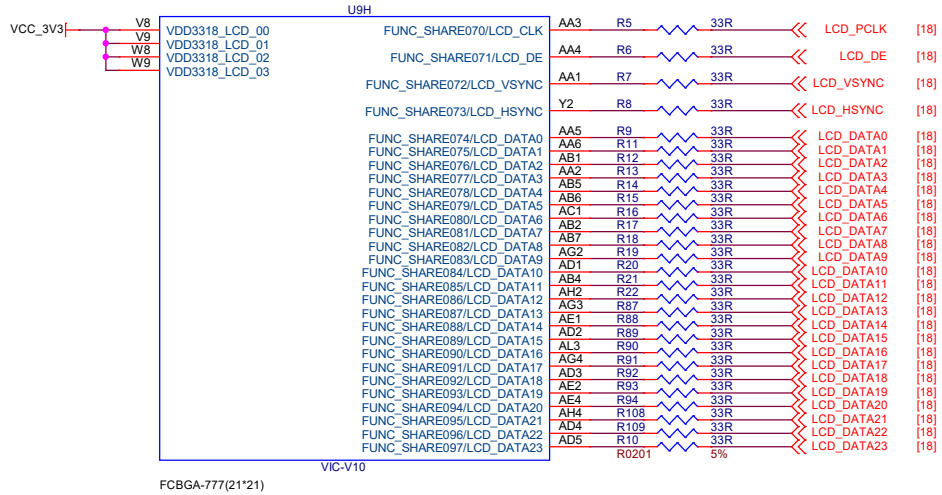 U9H
VCC_3V3
V8 VDD3318_LCD_00
V9 VDD3318_LCD_01
W8 VDD3318_LCD_02
W9 VDD3318_LCD_03
FUNC_SHARE070/LCD_CLK AA3 R5 33R LCD_PCLK [18]
FUNC_SHARE071/LCD_DE AA4 R6 33R LCD_DE [18]
FUNC_SHARE072/LCD_VSYNC AA1 R7 33R LCD_VSYNC [18]
FUNC_SHARE073/LCD_HSYNC Y2 R8 33R LCD_HSYNC [18]
FUNC_SHARE074/LCD_DATA0 AA5 R9 33R LCD_DATA0 [18]
FUNC_SHARE075/LCD_DATA1 AA6 R11 33R LCD_DATA1 [18]
FUNC_SHARE076/LCD_DATA2 AB1 R12 33R LCD_DATA2 [18]
FUNC_SHARE077/LCD_DATA3 AA2 R13 33R LCD_DATA3 [18]
FUNC_SHARE078/LCD_DATA4 AB5 R14 33R LCD_DATA4 [18]
FUNC_SHARE079/LCD_DATA5 AB6 R15 33R LCD_DATA5 [18]
FUNC_SHARE080/LCD_DATA6 AC1 R16 33R LCD_DATA6 [18]
FUNC_SHARE081/LCD_DATA7 AB2 R17 33R LCD_DATA7 [18]
FUNC_SHARE082/LCD_DATA8 AB7 R18 33R LCD_DATA8 [18]
FUNC_SHARE083/LCD_DATA9 AG2 R19 33R LCD_DATA9 [18]
FUNC_SHARE084/LCD_DATA10 AD1 R20 33R LCD_DATA10 [18]
FUNC_SHARE085/LCD_DATA11 AB4 R21 33R LCD_DATA11 [18]
FUNC_SHARE086/LCD_DATA12 AH2 R22 33R LCD_DATA12 [18]
FUNC_SHARE087/LCD_DATA13 AG3 R87 33R LCD_DATA13 [18]
FUNC_SHARE088/LCD_DATA14 AE1 R88 33R LCD_DATA14 [18]
FUNC_SHARE089/LCD_DATA15 AD2 R89 33R LCD_DATA15 [18]
FUNC_SHARE090/LCD_DATA16 AL3 R90 33R LCD_DATA16 [18]
FUNC_SHARE091/LCD_DATA17 AG4 R91 33R LCD_DATA17 [18]
FUNC_SHARE092/LCD_DATA18 AD3 R92 33R LCD_DATA18 [18]
FUNC_SHARE093/LCD_DATA19 AE2 R93 33R LCD_DATA19 [18]
FUNC_SHARE094/LCD_DATA20 AE4 R94 33R LCD_DATA20 [18]
FUNC_SHARE095/LCD_DATA21 AH4 R108 33R LCD_DATA21 [18]
FUNC_SHARE096/LCD_DATA22 AD4 R109 33R LCD_DATA22 [18]
FUNC_SHARE097/LCD_DATA23 AD5 R10 33R LCD_DATA23 [18]
R0201 5%
VIC-V10
FCBGA-777(21*21)